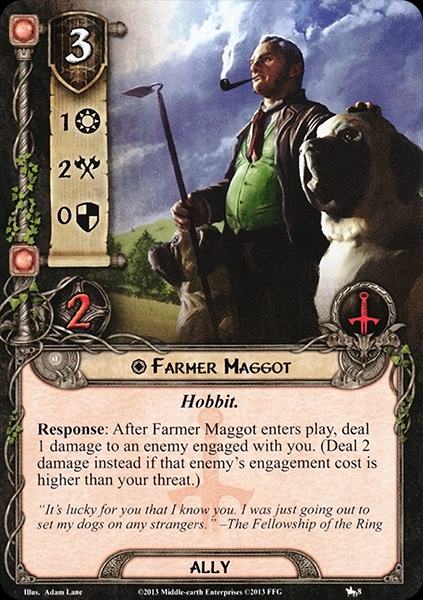 3
1
2
0
2
Farmer Maggot
Hobbit.
Response: After Farmer Maggot enters play, deal
1 damage to an enemy engaged with you. (Deal 2
damage instead if that enemy's engagement cost is
higher than your threat.)
"It's lucky for you that I know you. I was just going out to
set my dogs on any strangers." –The Fellowship of the Ring
ALLY
Illus. Adam Lane ©2013 Middle-earth Enterprises ©2013 FFG 8